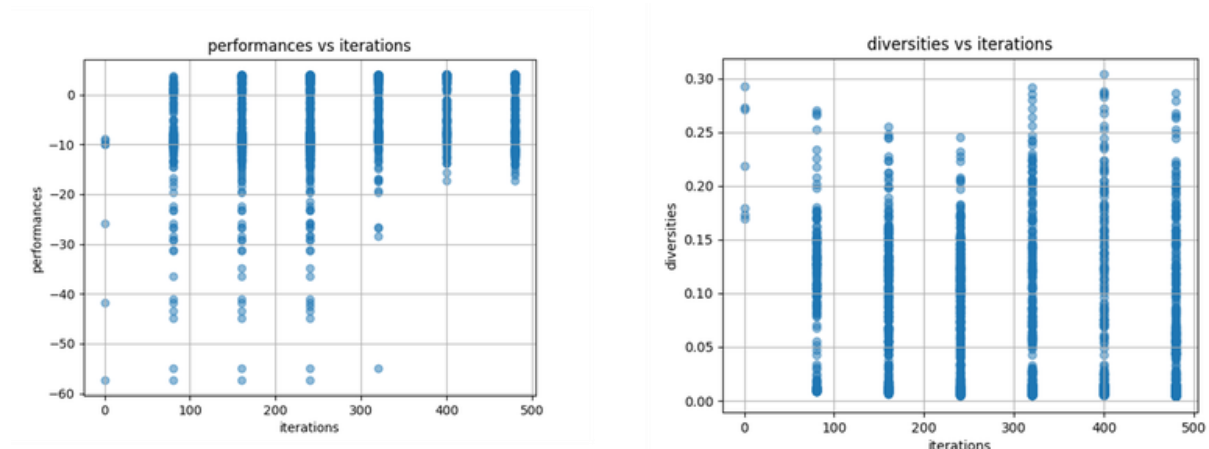 performances vs iterations
performances
0
−10
−20
−30
−40
−50
−60
0 100 200 300 400 500
iterations
diversities vs iterations
diversities
0.30
0.25
0.20
0.15
0.10
0.05
0.00
0 100 200 300 400 500
iterations